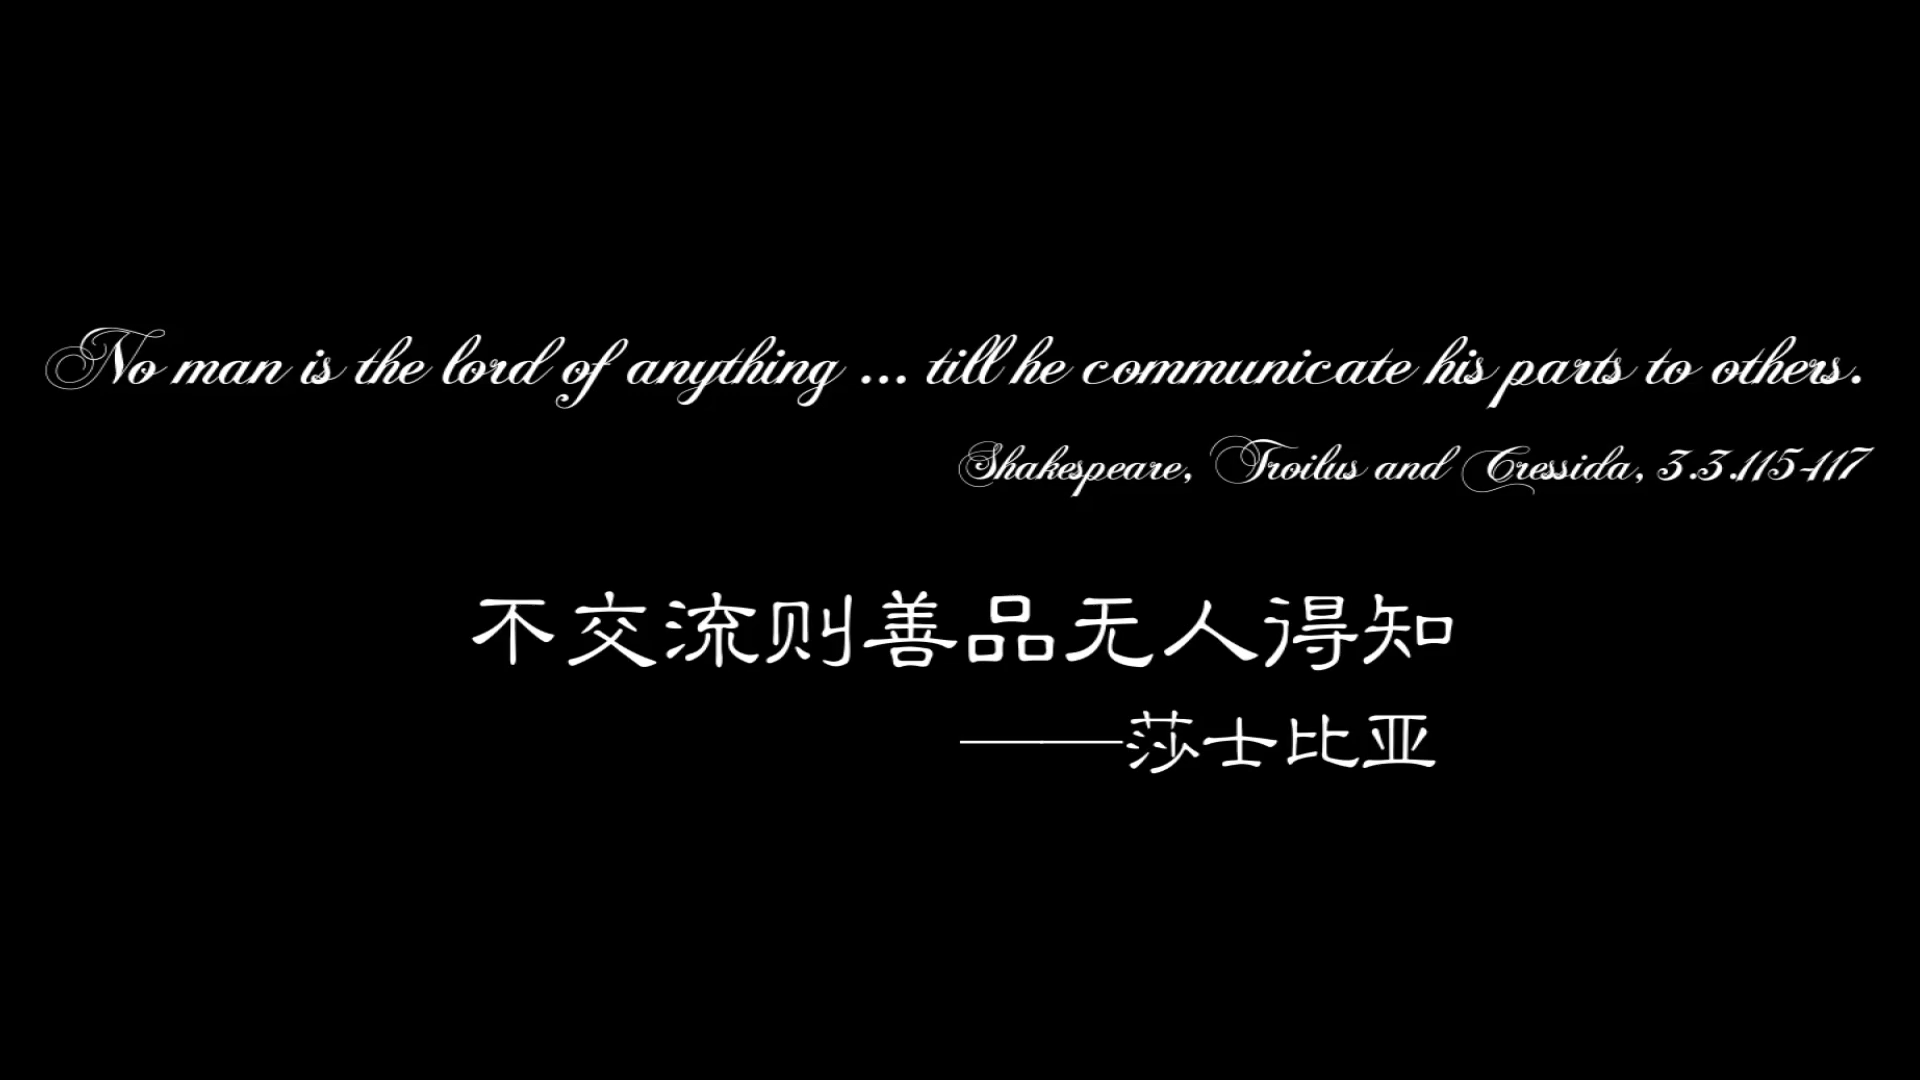 No man is the lord of anything ... till he communicate his parts to others.
Shakespeare, Troilus and Cressida, 3.3.115-117
不交流则善品无人得知
——莎士比亚